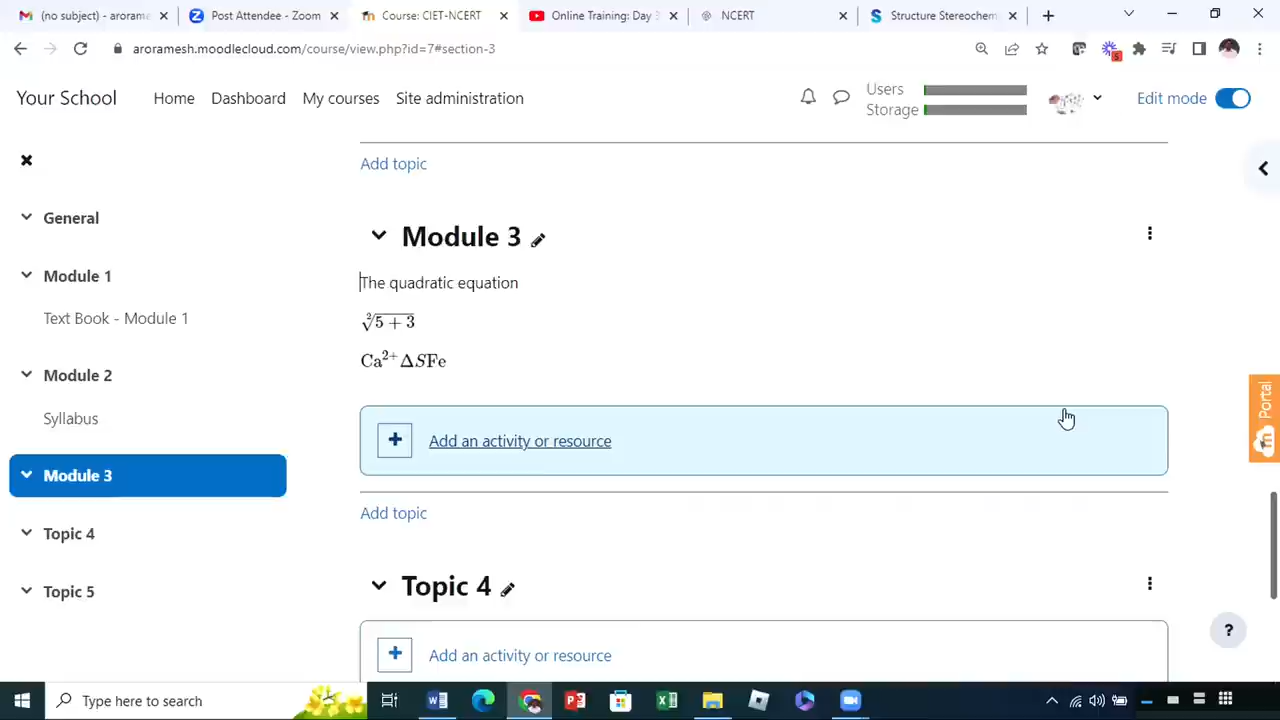 (no subject) - arorame
Post Attendee - Zoom
Course: CIET-NCERT
Online Training: Day 3
NCERT
Structure Stereochem
aroramesh.moodlecloud.com/course/view.php?id=7#section-3
Your School
Home
Dashboard
My courses
Site administration
Users
Storage
Edit mode
General
Module 1
Text Book - Module 1
Module 2
Syllabus
Module 3
Topic 4
Topic 5
Add topic
Module 3
The quadratic equation
∜[2]{5 + 3}
Ca²⁺ΔSFe
Add an activity or resource
Add topic
Topic 4
Add an activity or resource
Portal
?
Type here to search